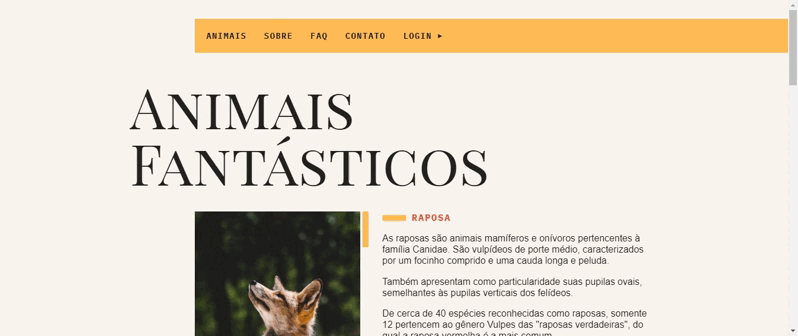 ANIMAIS SOBRE FAQ CONTATO LOGIN ▸
Animais
Fantásticos
RAPOSA
As raposas são animais mamíferos e onívoros pertencentes à
família Canidae. São vulpídeos de porte médio, caracterizados
por um focinho comprido e uma cauda longa e peluda.
Também apresentam como particularidade suas pupilas ovais,
semelhantes às pupilas verticais dos felídeos.
De cerca de 40 espécies reconhecidas como raposas, somente
12 pertencem ao gênero Vulpes das "raposas verdadeiras", do
qual a raposa vermelha é a mais comum.